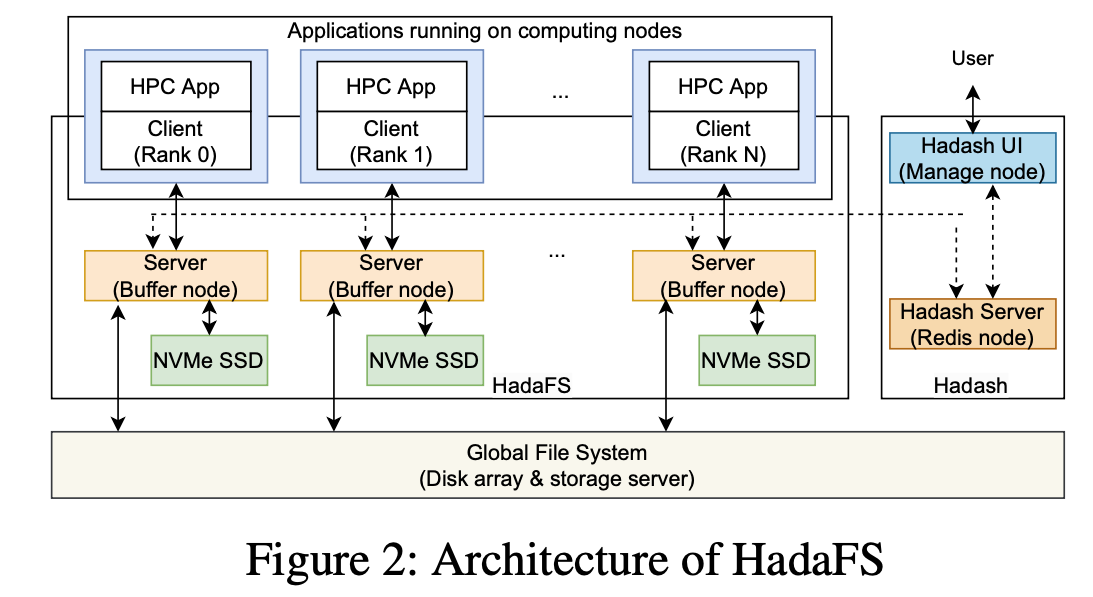 Applications running on computing nodes
HPC App
Client
(Rank 0)
HPC App
Client
(Rank 1)
...
HPC App
Client
(Rank N)
User
Hadash UI
(Manage node)
Server
(Buffer node)
Server
(Buffer node)
...
Server
(Buffer node)
NVMe SSD
NVMe SSD
NVMe SSD
HadaFS
Hadash Server
(Redis node)
Hadash
Global File System
(Disk array & storage server)
Figure 2: Architecture of HadaFS